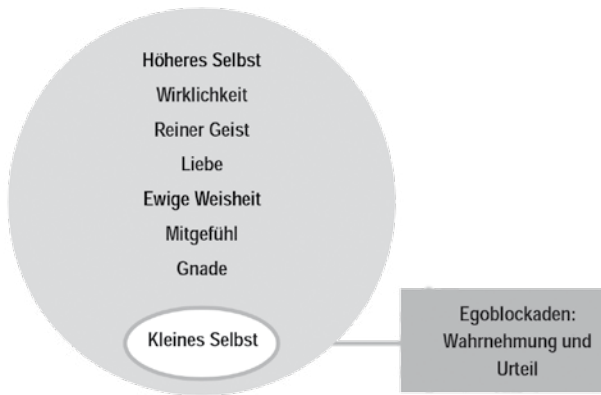 Höheres Selbst
Wirklichkeit
Reiner Geist
Liebe
Ewige Weisheit
Mitgefühl
Gnade
Kleines Selbst
Egoblockaden:
Wahrnehmung und
Urteil